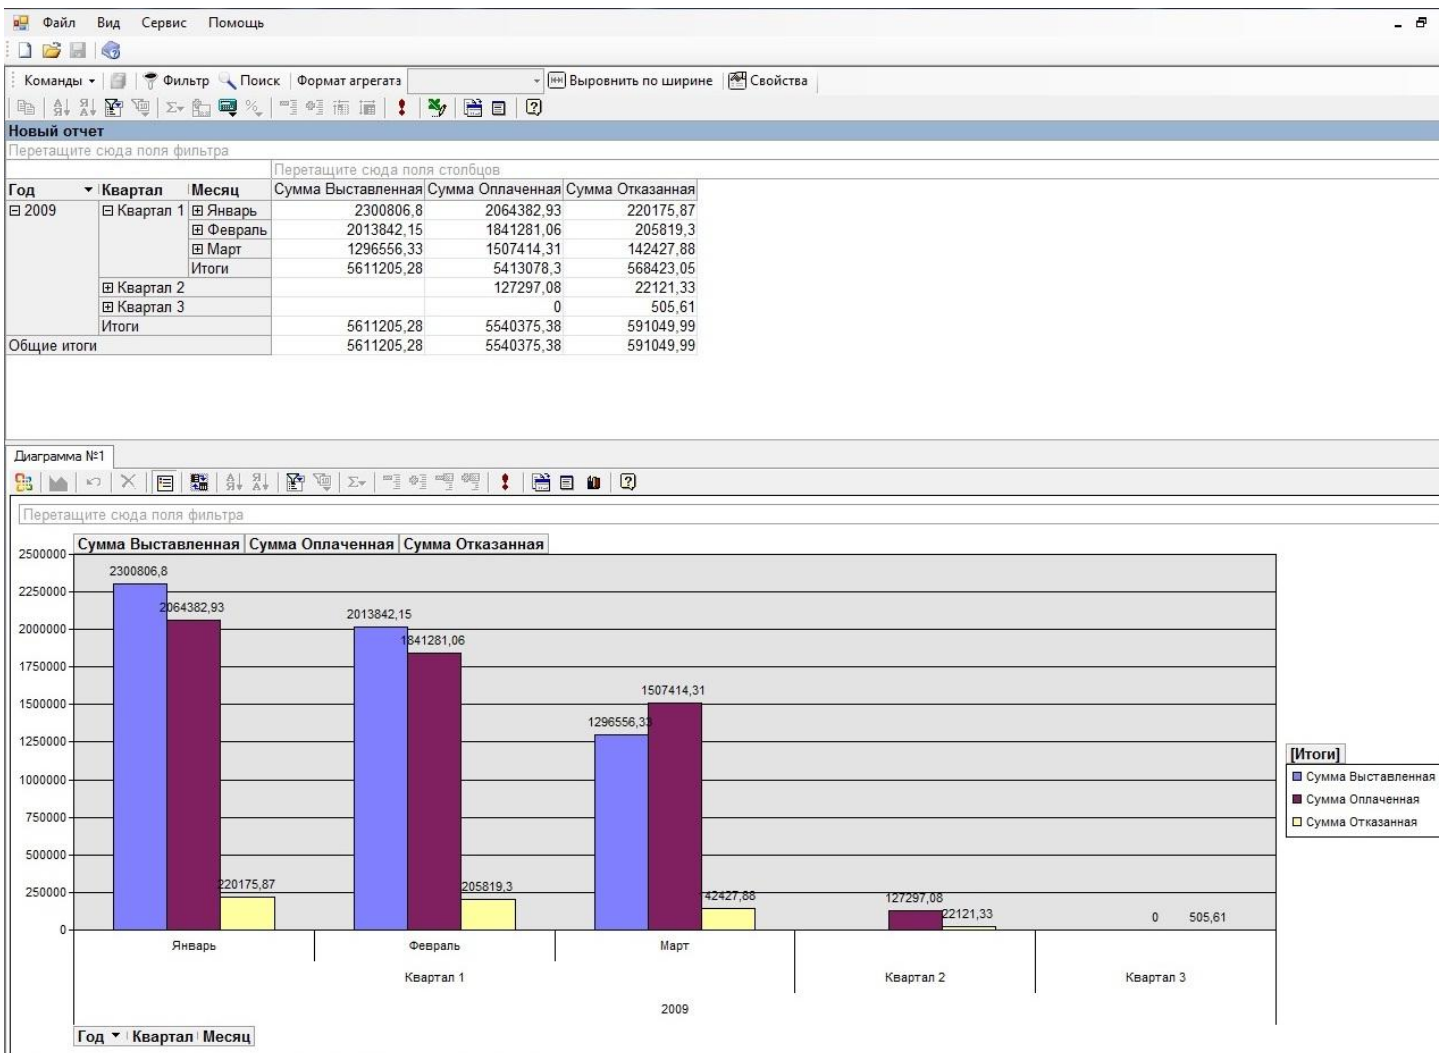 Файл Вид Сервис Помощь
Команды Фильтр Поиск Формат агрегата Выровнять по ширине Свойства
Новый отчет
Перетащите сюда поля фильтра
Перетащите сюда поля столбцов
Год Квартал Месяц Сумма Выставленная Сумма Оплаченная Сумма Отказанная
2009 Квартал 1 Январь 2300806,8 2064382,93 220175,87
Февраль 2013842,15 1841281,06 205819,3
Март 1296556,33 1507414,31 142427,88
Итоги 5611205,28 5413078,3 568423,05
Квартал 2 127297,08 22121,33
Квартал 3 0 505,61
Итоги 5611205,28 5540375,38 591049,99
Общие итоги 5611205,28 5540375,38 591049,99
Диаграмма №1
Перетащите сюда поля фильтра
Сумма Выставленная Сумма Оплаченная Сумма Отказанная
2500000
2300806,8
2250000
2064382,93
2013842,15
2000000
1841281,06
1750000
1507414,31
1500000
1296556,33
1250000
[Итоги]
Сумма Выставленная
1000000
Сумма Оплаченная
750000
Сумма Отказанная
500000
220175,87 205819,3
250000
42427,88 127297,08
22121,33 0 505,61
0
Январь Февраль Март
Квартал 1 Квартал 2 Квартал 3
2009
Год Квартал Месяц